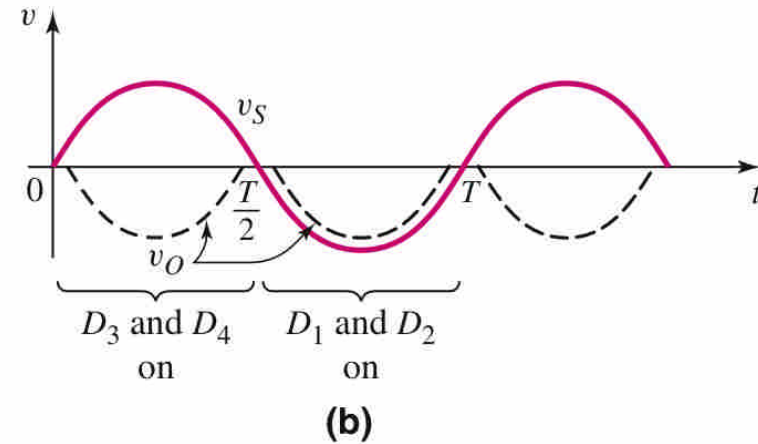 v
v_S
0
T/2
T
t
v_O
D_3 and D_4
on
D_1 and D_2
on
(b)